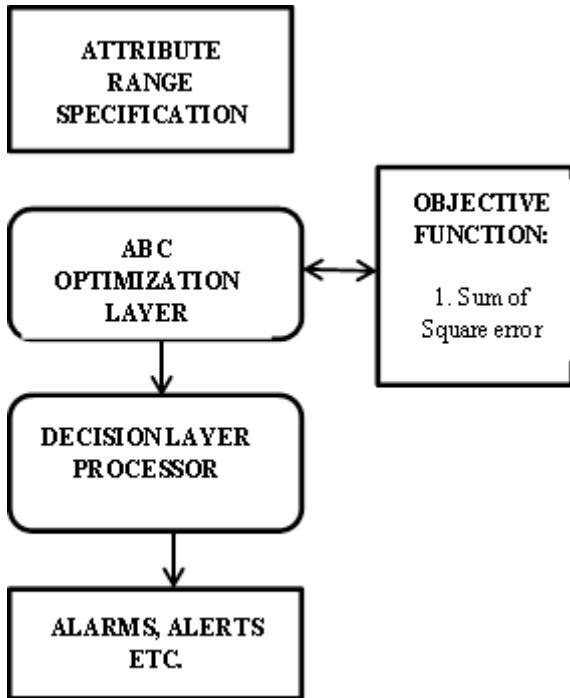 ATTRIBUTE
RANGE
SPECIFICATION
ABC
OPTIMIZATION
LAYER
OBJECTIVE
FUNCTION:
1. Sum of
Square error
DECISION LAYER
PROCESSOR
ALARMS, ALERTS
ETC.